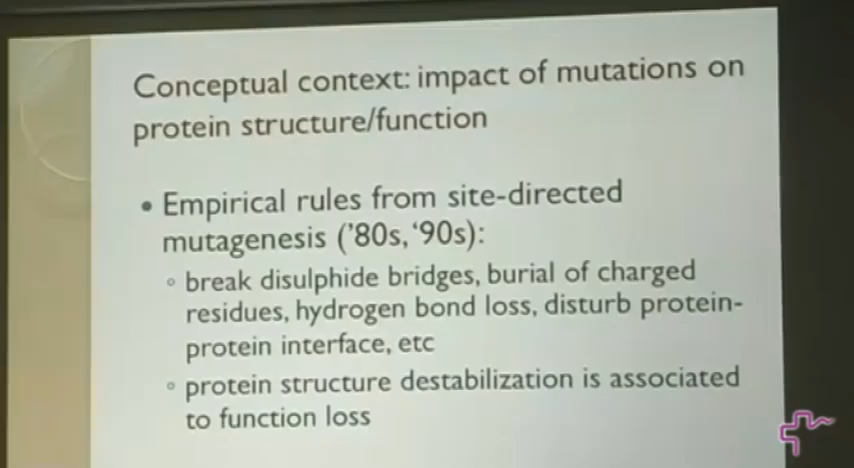 Conceptual context: impact of mutations on
protein structure/function
• Empirical rules from site-directed
mutagenesis ('80s, ‘90s):
◦ break disulphide bridges, burial of charged
residues, hydrogen bond loss, disturb protein-
protein interface, etc
◦ protein structure destabilization is associated
to function loss